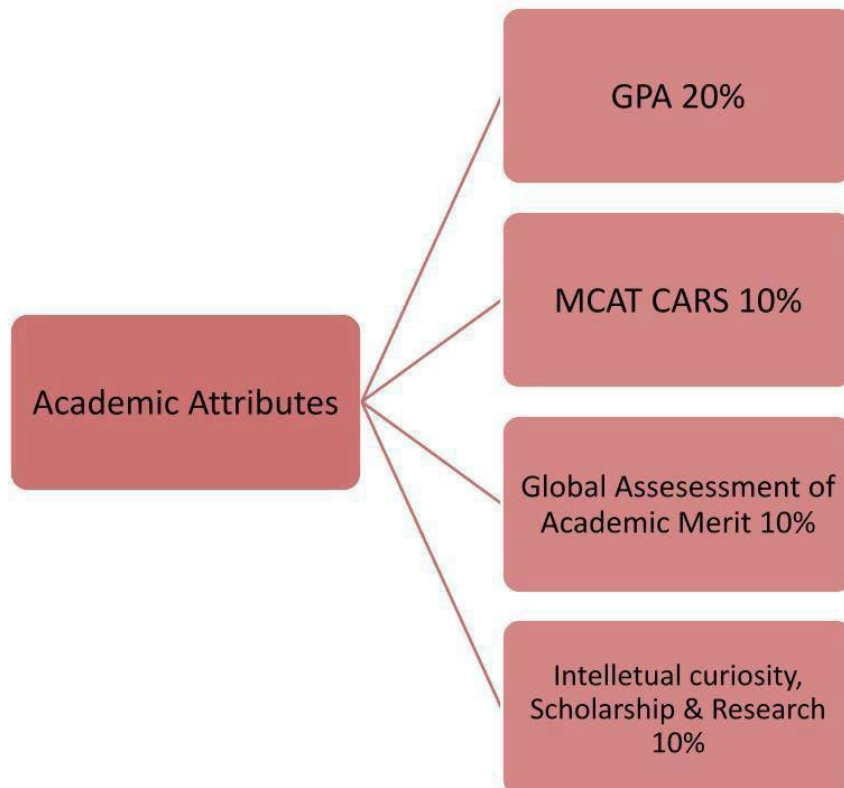 GPA 20%
MCAT CARS 10%
Academic Attributes
Global Assesessment of
Academic Merit 10%
Intelletual curiosity,
Scholarship & Research
10%